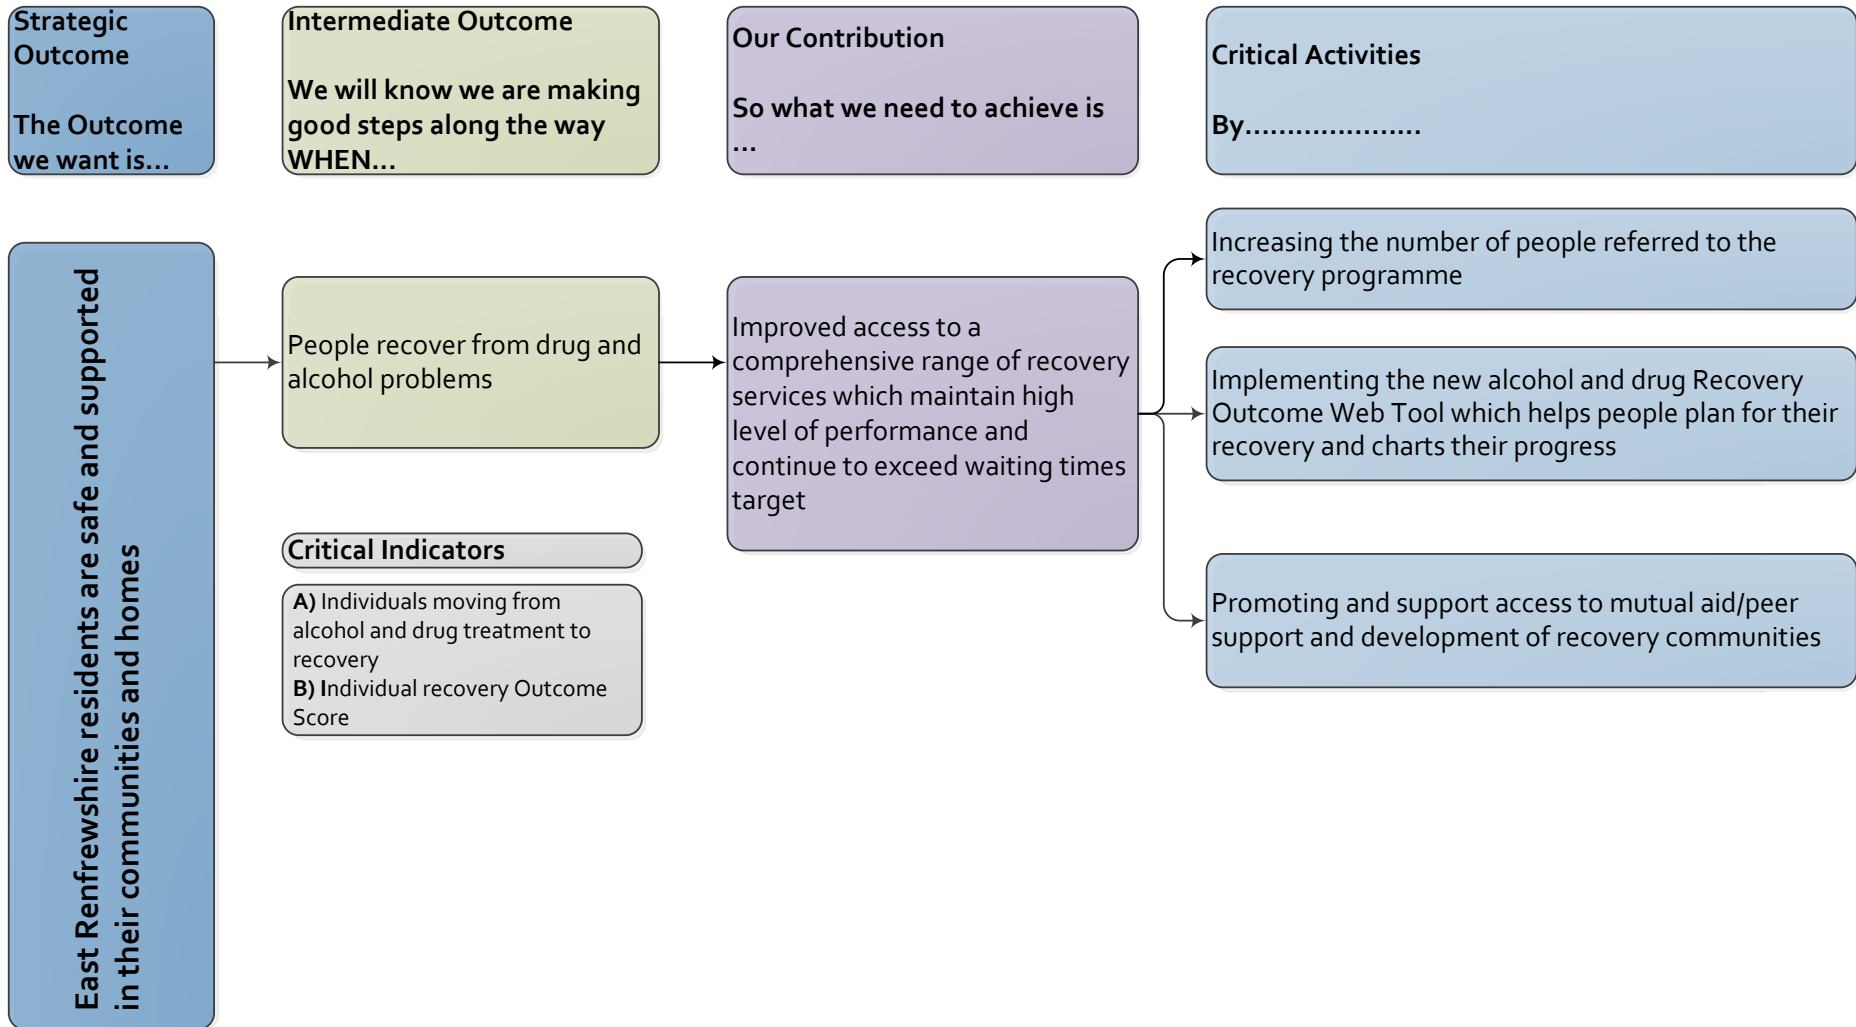 Strategic
Outcome
The Outcome
we want is...
Intermediate Outcome
We will know we are making
good steps along the way
WHEN...
Our Contribution
So what we need to achieve is
...
Critical Activities
By.....................
East Renfrewshire residents are safe and supported
in their communities and homes
People recover from drug and
alcohol problems
Critical Indicators
A) Individuals moving from
alcohol and drug treatment to
recovery
B) Individual recovery Outcome
Score
Improved access to a
comprehensive range of recovery
services which maintain high
level of performance and
continue to exceed waiting times
target
Increasing the number of people referred to the
recovery programme
Implementing the new alcohol and drug Recovery
Outcome Web Tool which helps people plan for their
recovery and charts their progress
Promoting and support access to mutual aid/peer
support and development of recovery communities